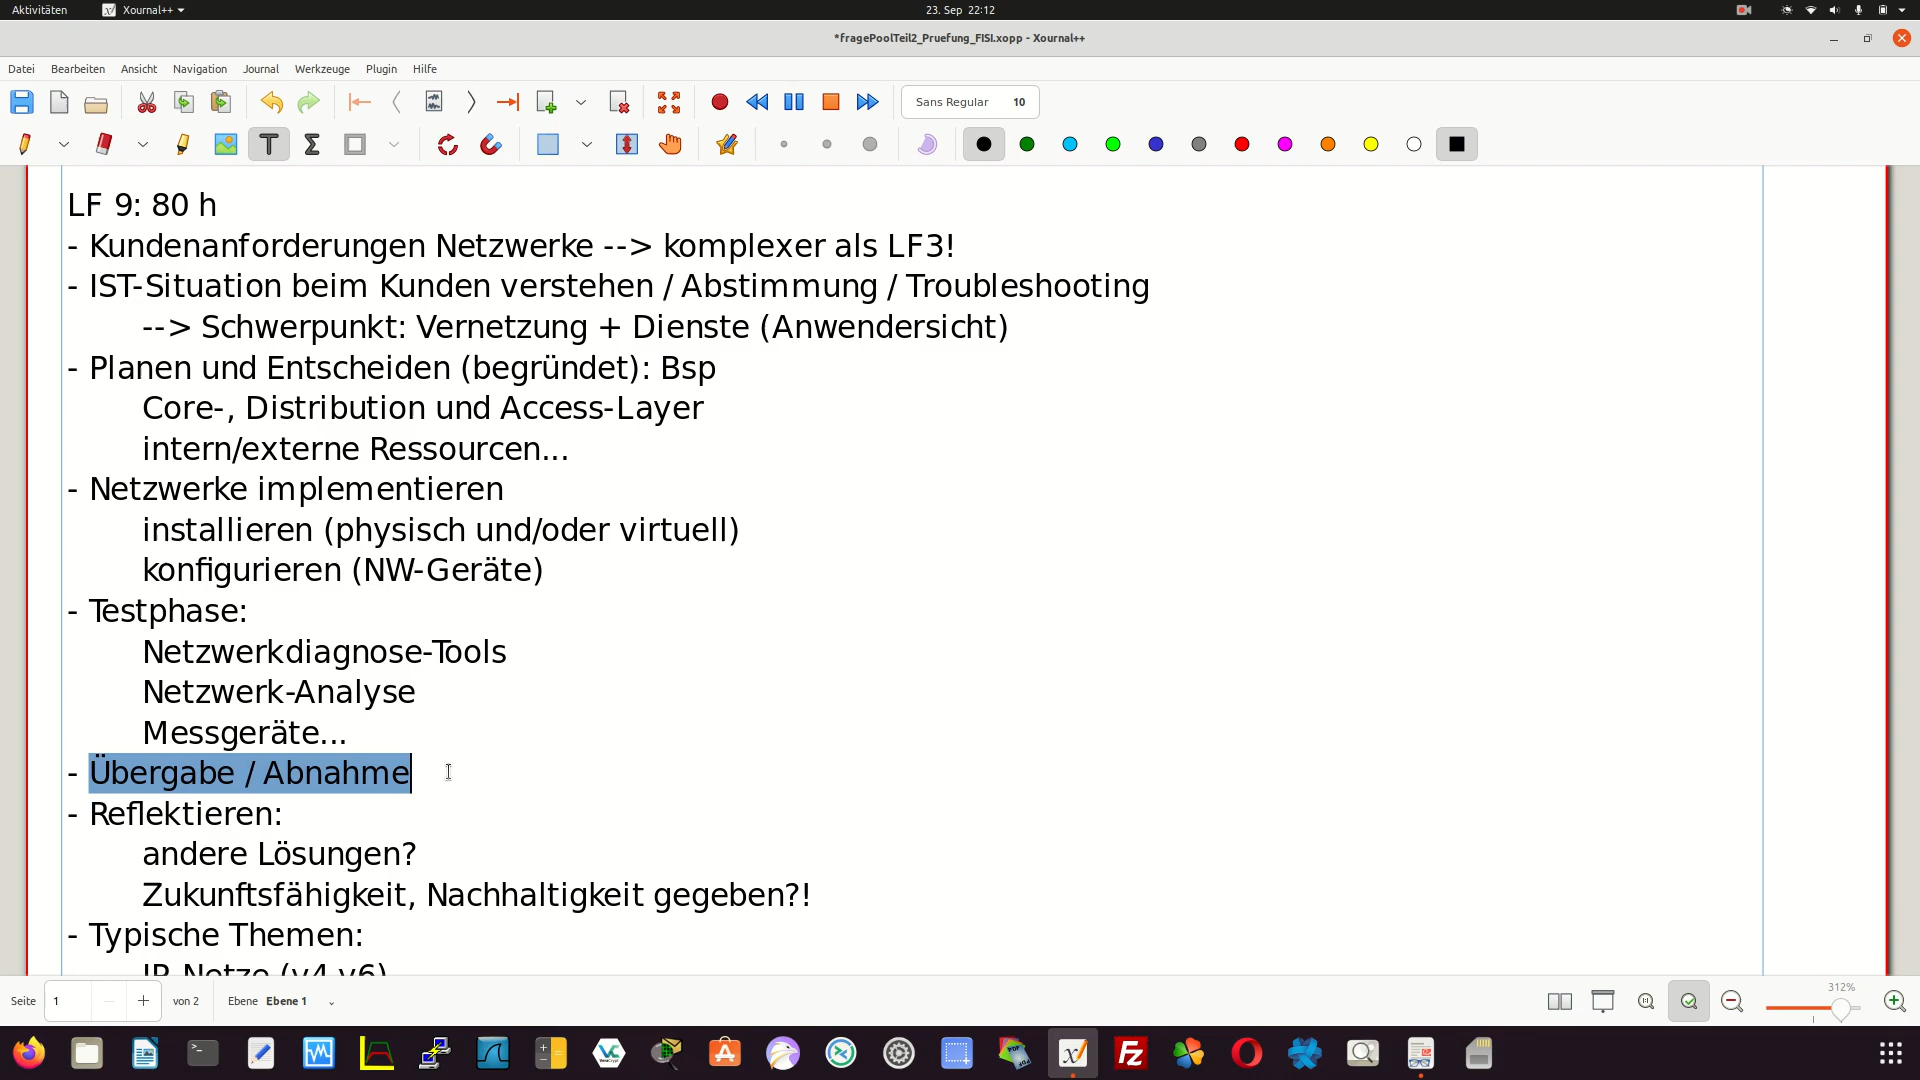 Aktivitäten
Xournal++
23. Sep 22:12
*fragePoolTeil2_Pruefung_FISI.xopp - Xournal++
Datei Bearbeiten Ansicht Navigation Journal Werkzeuge Plugin Hilfe
Sans Regular 10
LF 9: 80 h
- Kundenanforderungen Netzwerke --> komplexer als LF3!
- IST-Situation beim Kunden verstehen / Abstimmung / Troubleshooting
--> Schwerpunkt: Vernetzung + Dienste (Anwendersicht)
- Planen und Entscheiden (begründet): Bsp
Core-, Distribution und Access-Layer
intern/externe Ressourcen...
- Netzwerke implementieren
installieren (physisch und/oder virtuell)
konfigurieren (NW-Geräte)
- Testphase:
Netzwerkdiagnose-Tools
Netzwerk-Analyse
Messgeräte...
- Übergabe / Abnahme
- Reflektieren:
andere Lösungen?
Zukunftsfähigkeit, Nachhaltigkeit gegeben?!
- Typische Themen:
IP-Netze (v4 v6)
Seite 1 von 2 Ebene Ebene 1
312%